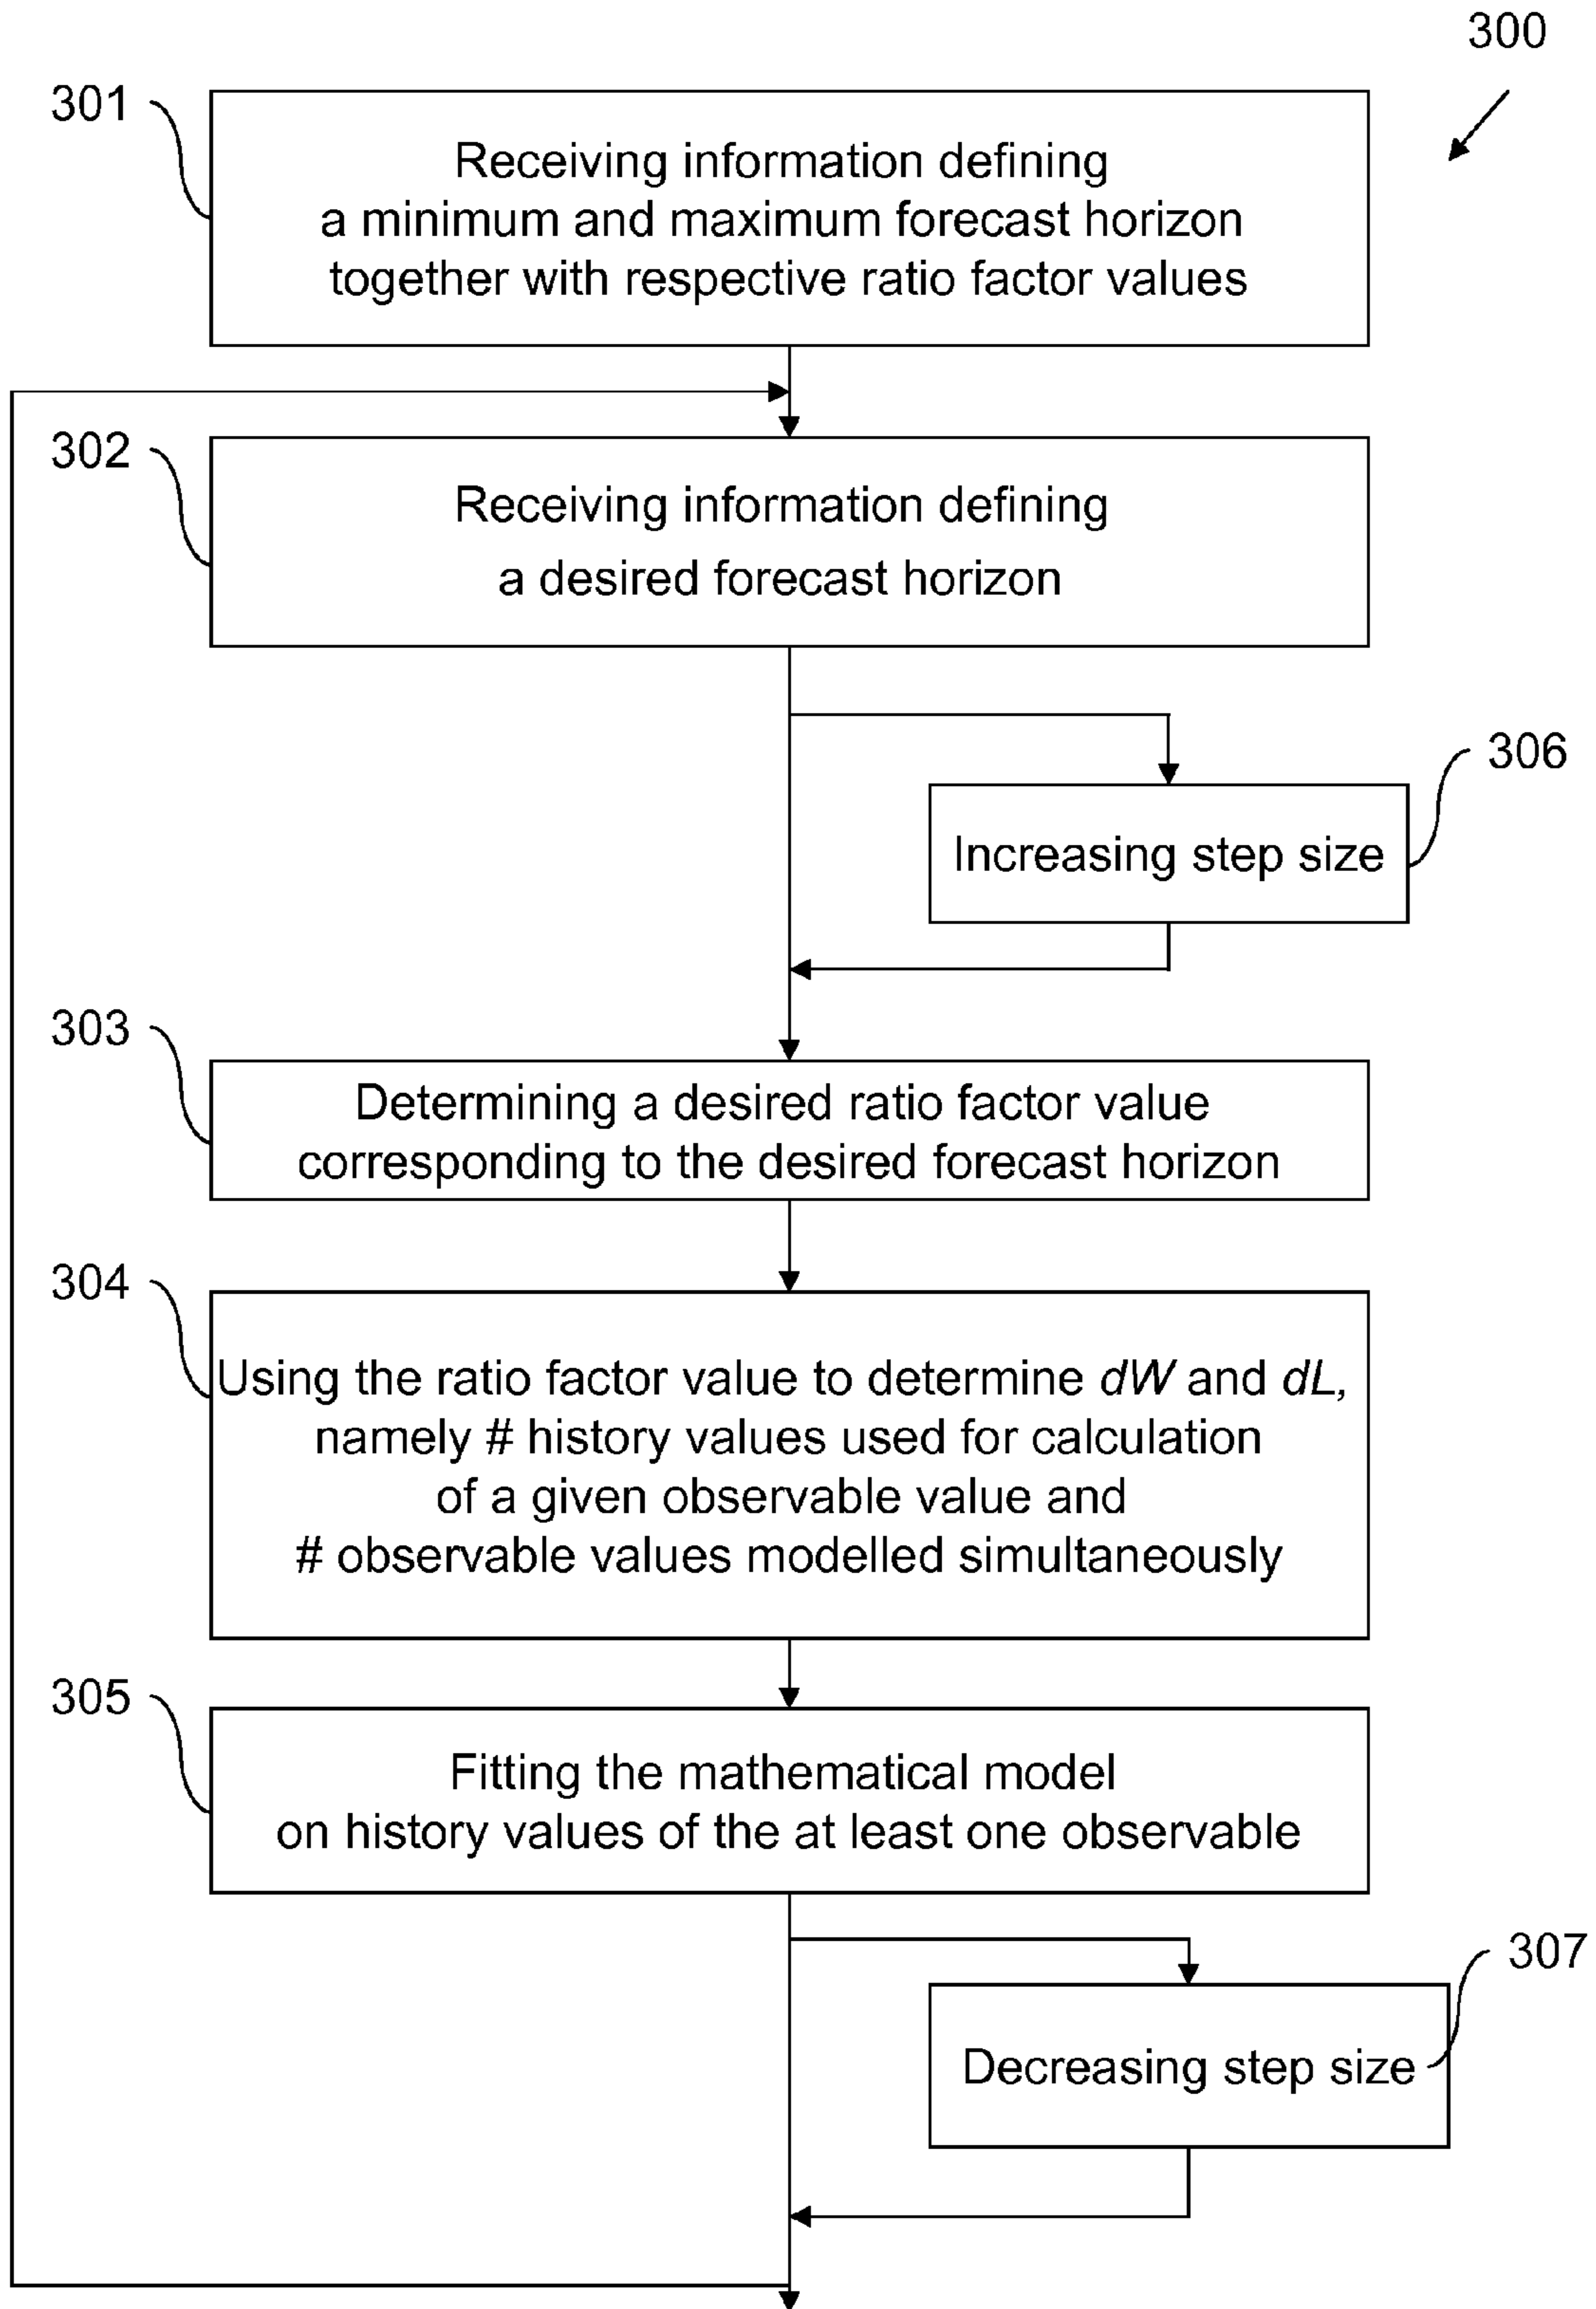 300
301
Receiving information defining
a minimum and maximum forecast horizon
together with respective ratio factor values
302
Receiving information defining
a desired forecast horizon
306
Increasing step size
303
Determining a desired ratio factor value
corresponding to the desired forecast horizon
304
Using the ratio factor value to determine dW and dL,
namely # history values used for calculation
of a given observable value and
# observable values modelled simultaneously
305
Fitting the mathematical model
on history values of the at least one observable
307
Decreasing step size